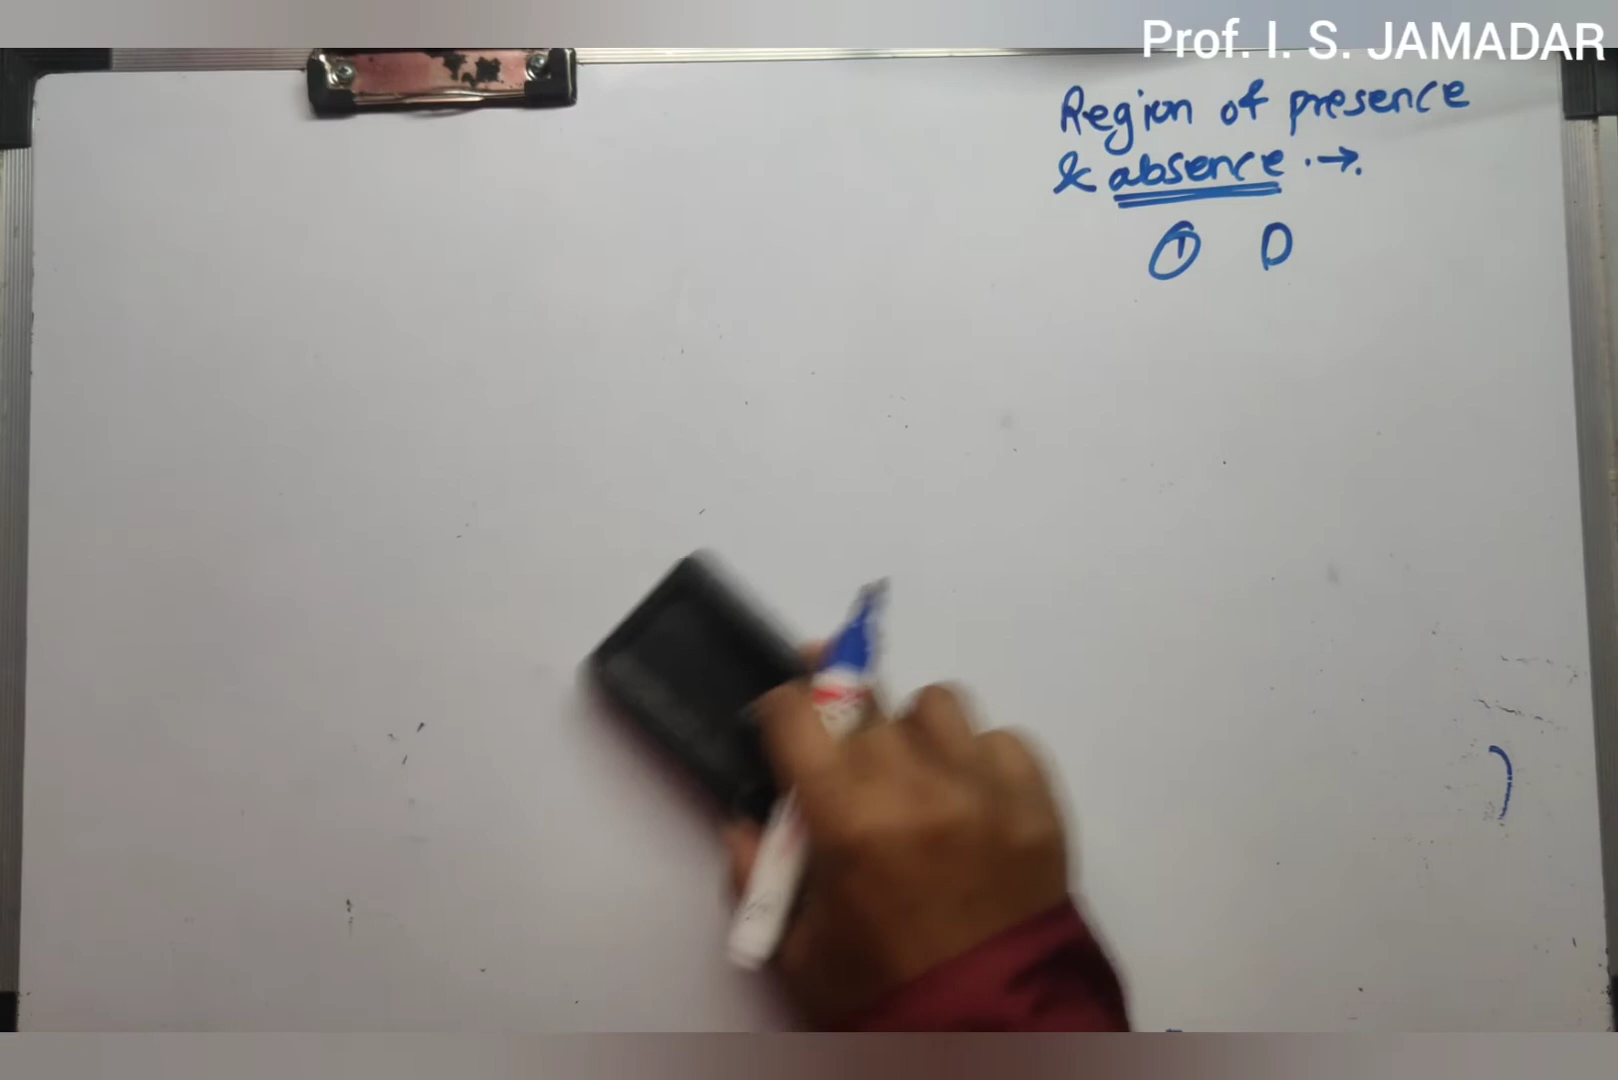 Prof. I. S. JAMADAR
Region of presence
& absence →.
① D